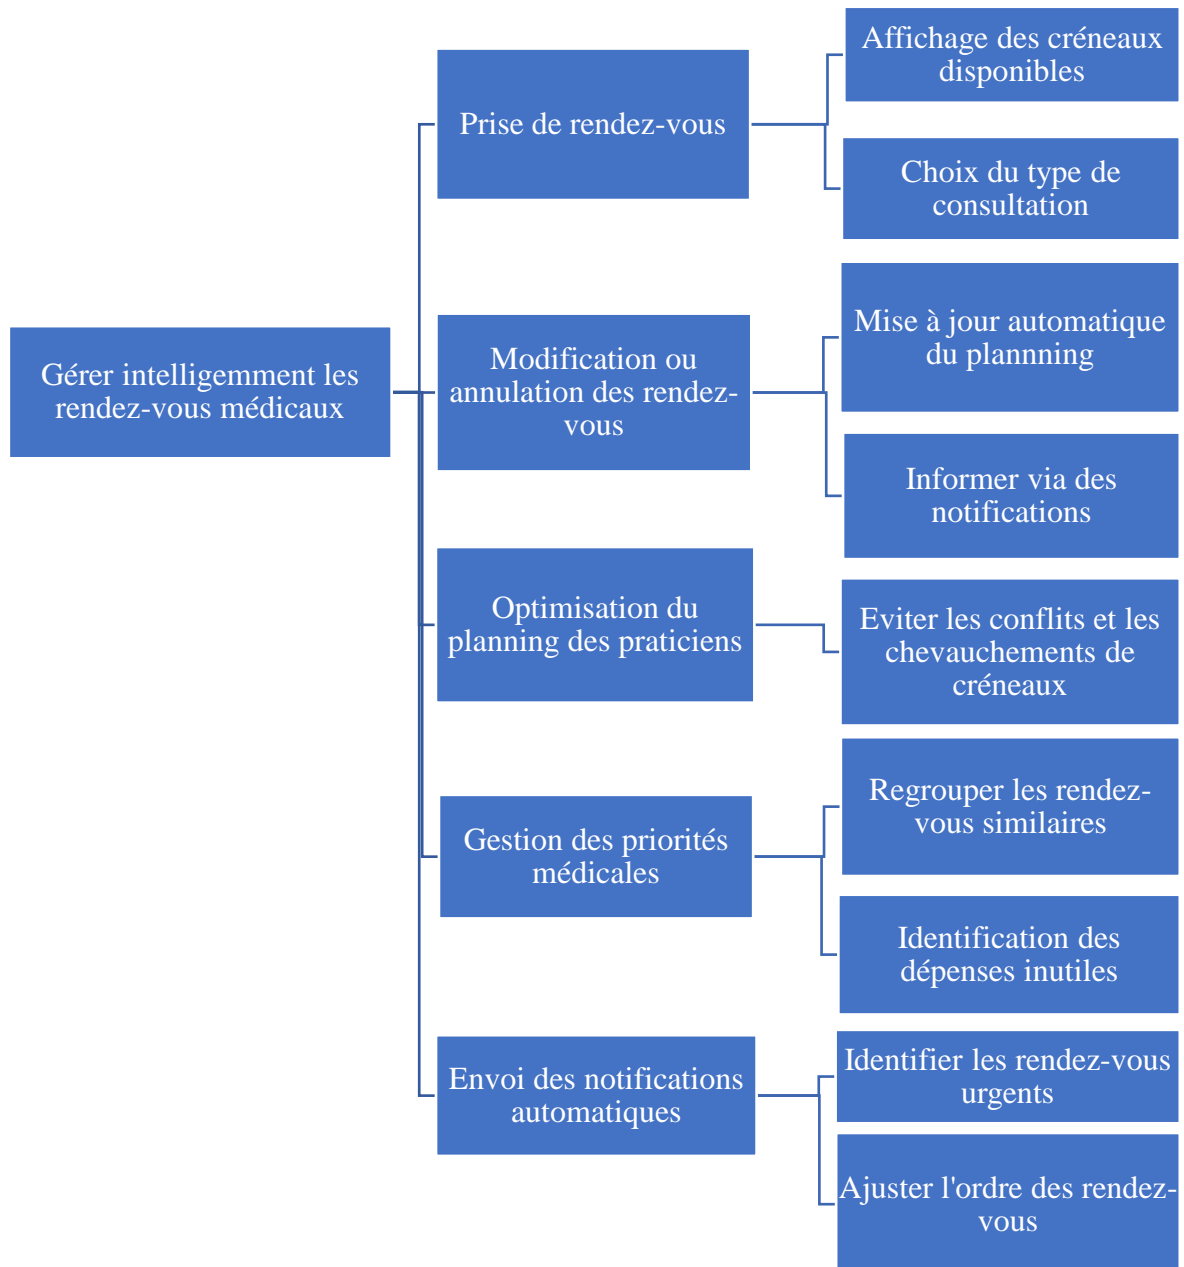 Gérer intelligemment les
rendez-vous médicaux
Prise de rendez-vous
Affichage des créneaux
disponibles
Choix du type de
consultation
Modification ou
annulation des rendez-
vous
Mise à jour automatique
du plannning
Informer via des
notifications
Optimisation du
planning des praticiens
Eviter les conflits et les
chevauchements de
créneaux
Gestion des priorités
médicales
Regrouper les rendez-
vous similaires
Identification des
dépenses inutiles
Envoi des notifications
automatiques
Identifier les rendez-vous
urgents
Ajuster l'ordre des rendez-
vous